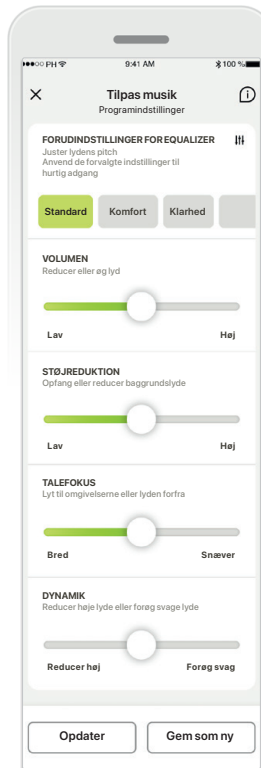 PH 9:41 AM 100 %
Tilpas musik
Programindstillinger
FORUDINDSTILLINGER FOR EQUALIZER
Juster lydens pitch
Anvend de forvalgte indstillinger til
hurtig adgang
Standard Komfort Klarhed
VOLUMEN
Reducer eller øg lyd
Lav Høj
STØJREDUKTION
Opfang eller reducer baggrundslyde
Lav Høj
TALEFOKUS
Lyt til omgivelserne eller lyden forfra
Bred Snæver
DYNAMIK
Reducer høje lyde eller forøg svage lyde
Reducer høj Forøg svag
Opdater Gem som ny